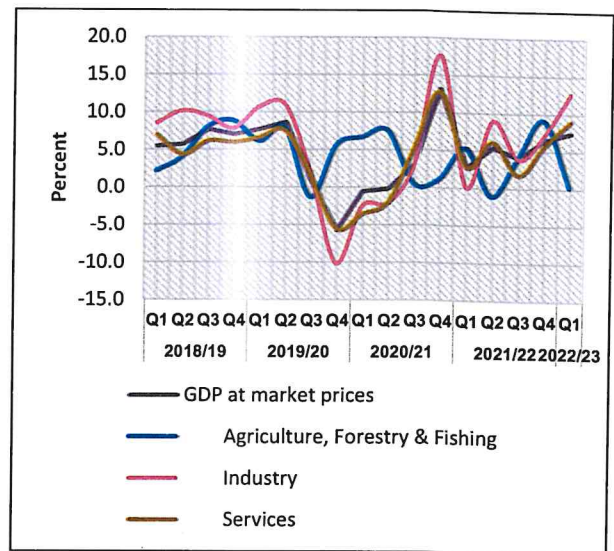 20.0
15.0
10.0
5.0
0.0
-5.0
-10.0
-15.0
Percent
Q1 Q2 Q3 Q4 Q1 Q2 Q3 Q4 Q1 Q2 Q3 Q4 Q1 Q2 Q3 Q4 Q1
2018/19 2019/20 2020/21 2021/22 2022/23
GDP at market prices
Agriculture, Forestry & Fishing
Industry
Services